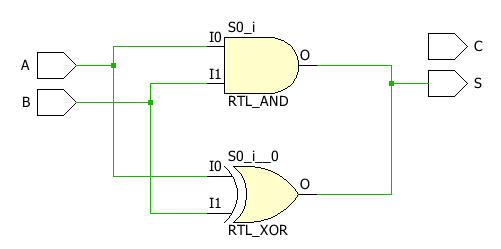 S0_i
A
I0
O
C
I1
S
B
RTL_AND
S0_i__0
I0
O
I1
RTL_XOR